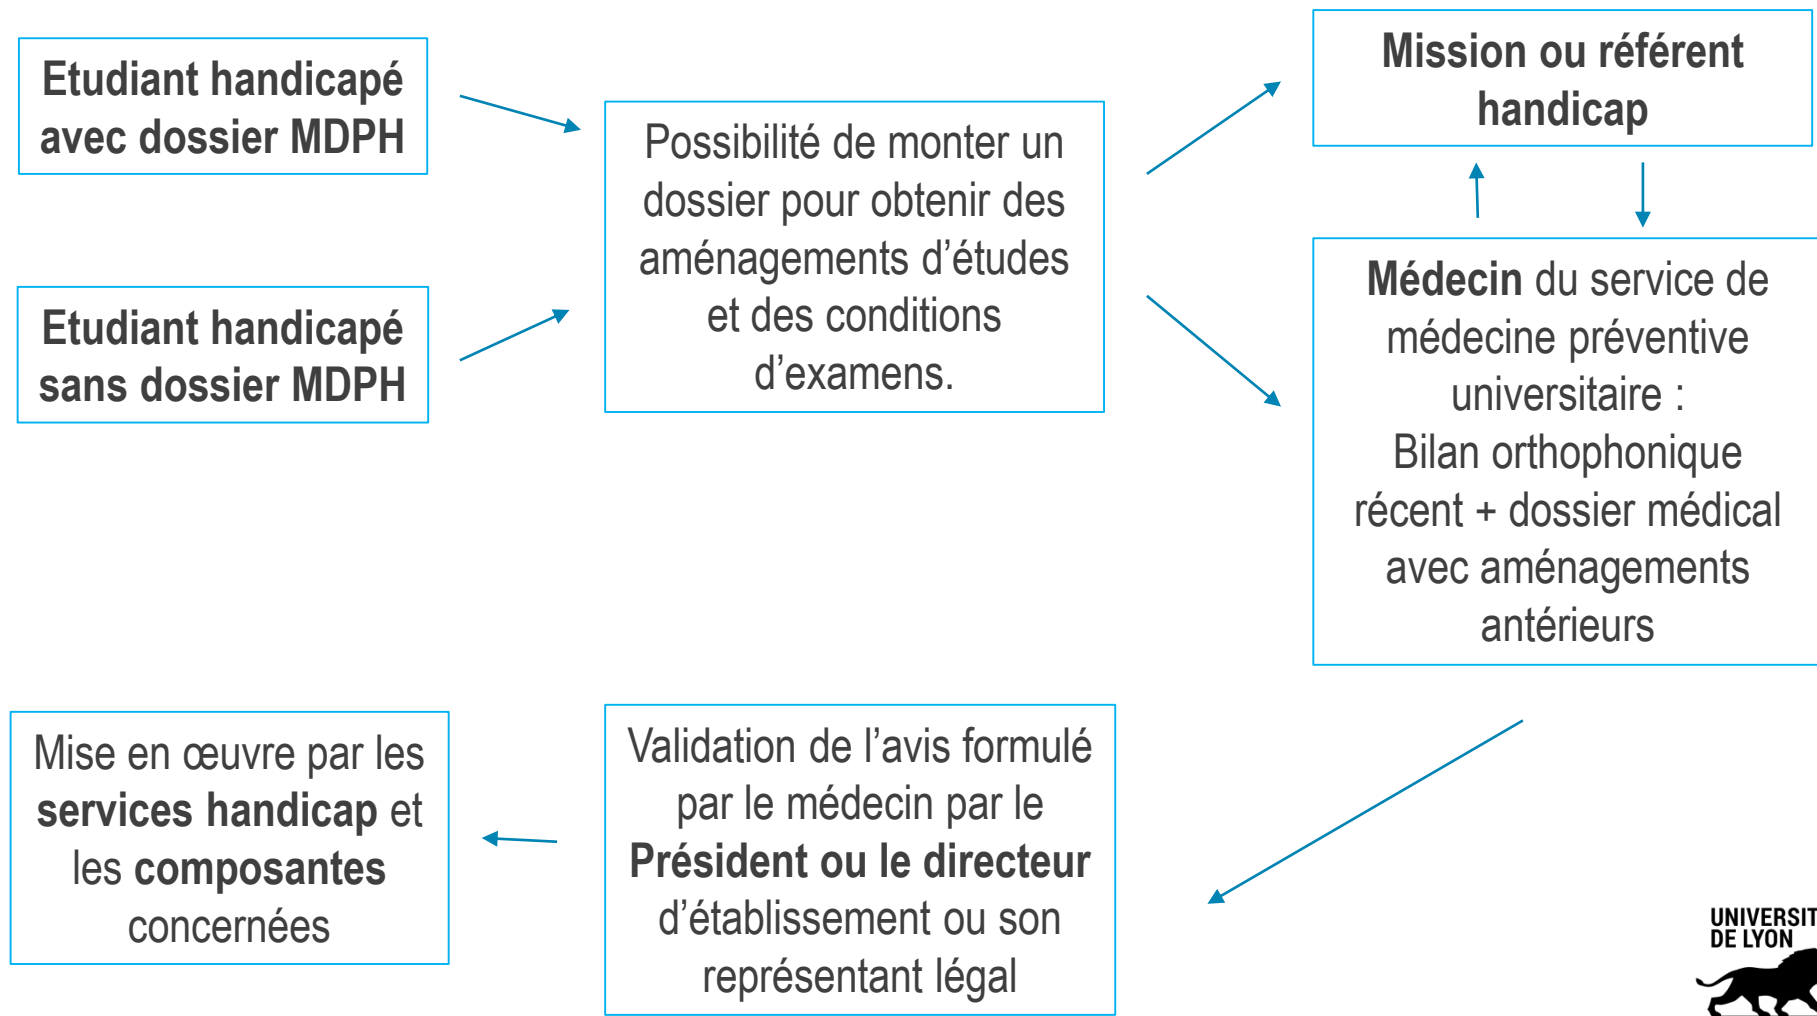 Etudiant handicapé
avec dossier MDPH
Etudiant handicapé
sans dossier MDPH
Possibilité de monter un
dossier pour obtenir des
aménagements d’études
et des conditions
d’examens.
Mission ou référent
handicap
Médecin du service de
médecine préventive
universitaire :
Bilan orthophonique
récent + dossier médical
avec aménagements
antérieurs
Mise en œuvre par les
services handicap et
les composantes
concernées
Validation de l’avis formulé
par le médecin par le
Président ou le directeur
d’établissement ou son
représentant légal
UNIVERSIT
DE LYON